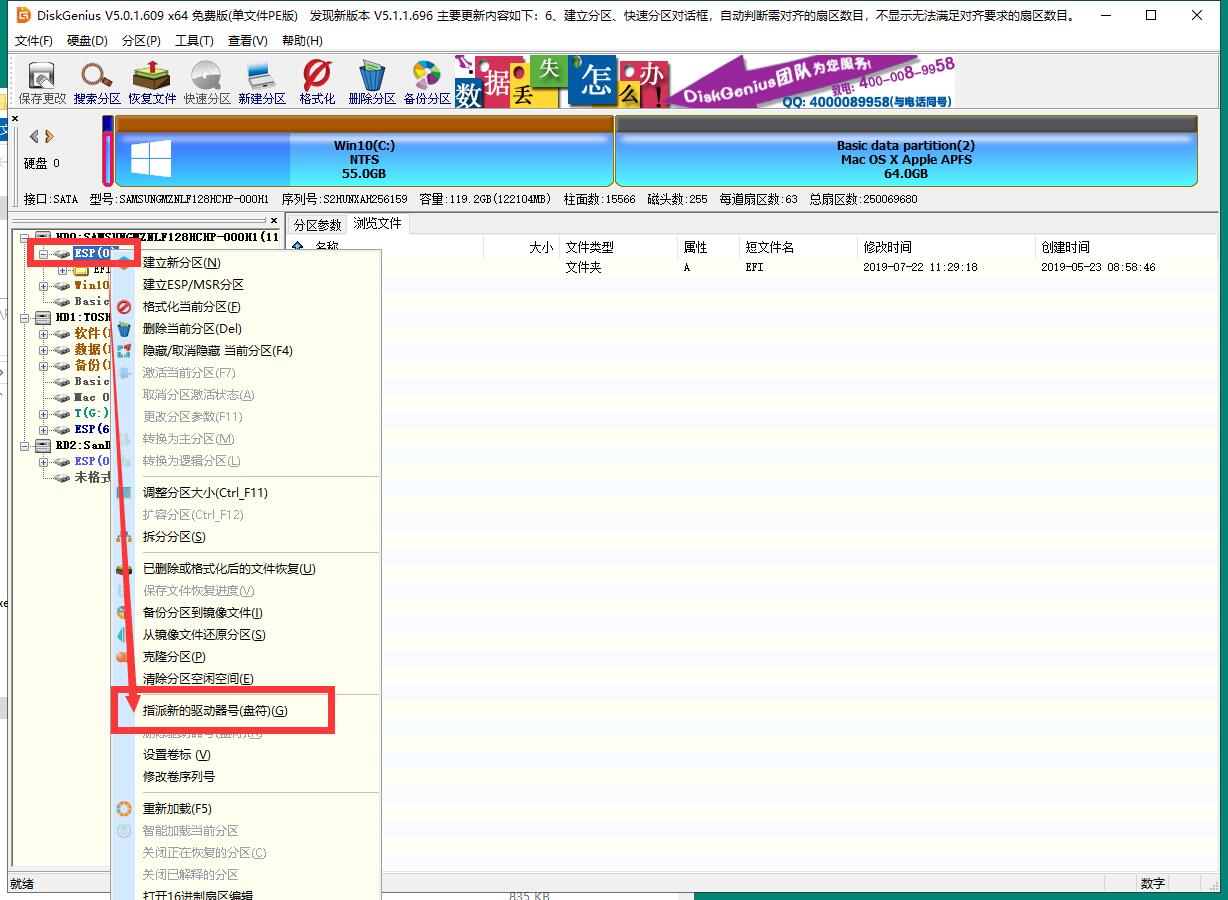 DiskGenius V5.0.1.609 x64 免费版(单文件PE版) 发现新版本 V5.1.1.696 主要更新内容如下：6、建立分区、快速分区对话框，自动判断需对齐的扇区数目，不显示无法满足对齐要求的扇区数目。
文件(F) 硬盘(D) 分区(P) 工具(T) 查看(V) 帮助(H)
保存更改 搜索分区 恢复文件 快速分区 新建分区 格式化 删除分区 备份分区
数据丢失怎么办!
DiskGenius团队为您服务!
致电: 400-008-9958
QQ: 4000089958(与电话同号)
硬盘 0
Win10(C:)
NTFS
55.0GB
Basic data partition(2)
Mac OS X Apple APFS
64.0GB
接口:SATA 型号:SAMSUNGMZNLF128HCHP-000H1 序列号:S2HUNXAH256159 容量:119.2GB(122104MB) 柱面数:15566 磁头数:255 每道扇区数:63 总扇区数:250069680
HD0:SAMSUNGMZNLF128HCHP-000H1(11
ESP(0)
EFI
Win10
Basic
HD1:TOSH
软件(
数据(
备份(
Basic
Mac O
T(G:)
ESP(6
RD2:SanD
ESP(0
未格式
分区参数 浏览文件
名称 大小 文件类型 属性 短文件名 修改时间 创建时间
文件夹 A EFI 2019-07-22 11:29:18 2019-05-23 08:58:46
建立新分区(N)
建立ESP/MSR分区
格式化当前分区(F)
删除当前分区(Del)
隐藏/取消隐藏 当前分区(F4)
激活当前分区(F7)
取消分区激活状态(A)
更改分区参数(F11)
转换为主分区(M)
转换为逻辑分区(L)
调整分区大小(Ctrl_F11)
扩容分区(Ctrl_F12)
拆分分区(S)
已删除或格式化后的文件恢复(U)
保存文件恢复进度(V)
备份分区到镜像文件(I)
从镜像文件还原分区(S)
克隆分区(P)
清除分区空闲空间(E)
指派新的驱动器号(盘符)(G)
删除驱动器号(盘符)(R)
设置卷标 (V)
修改卷序列号
重新加载(F5)
智能加载当前分区
关闭正在恢复的分区(C)
关闭已解释的分区
打开16进制扇区编辑
就绪
数字
835 KB